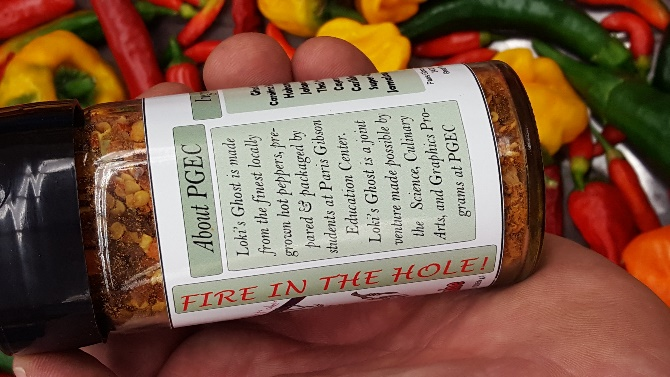 About PGEC
Loki's Ghost is made
from the finest locally
grown hot peppers, pre-
pared & packaged by
students at Paris Gibson
Education Center.
Loki's Ghost is a joint
venture made possible by
the Science, Culinary
Arts, and Graphics Pro-
grams at PGEC
FIRE IN THE HOLE!